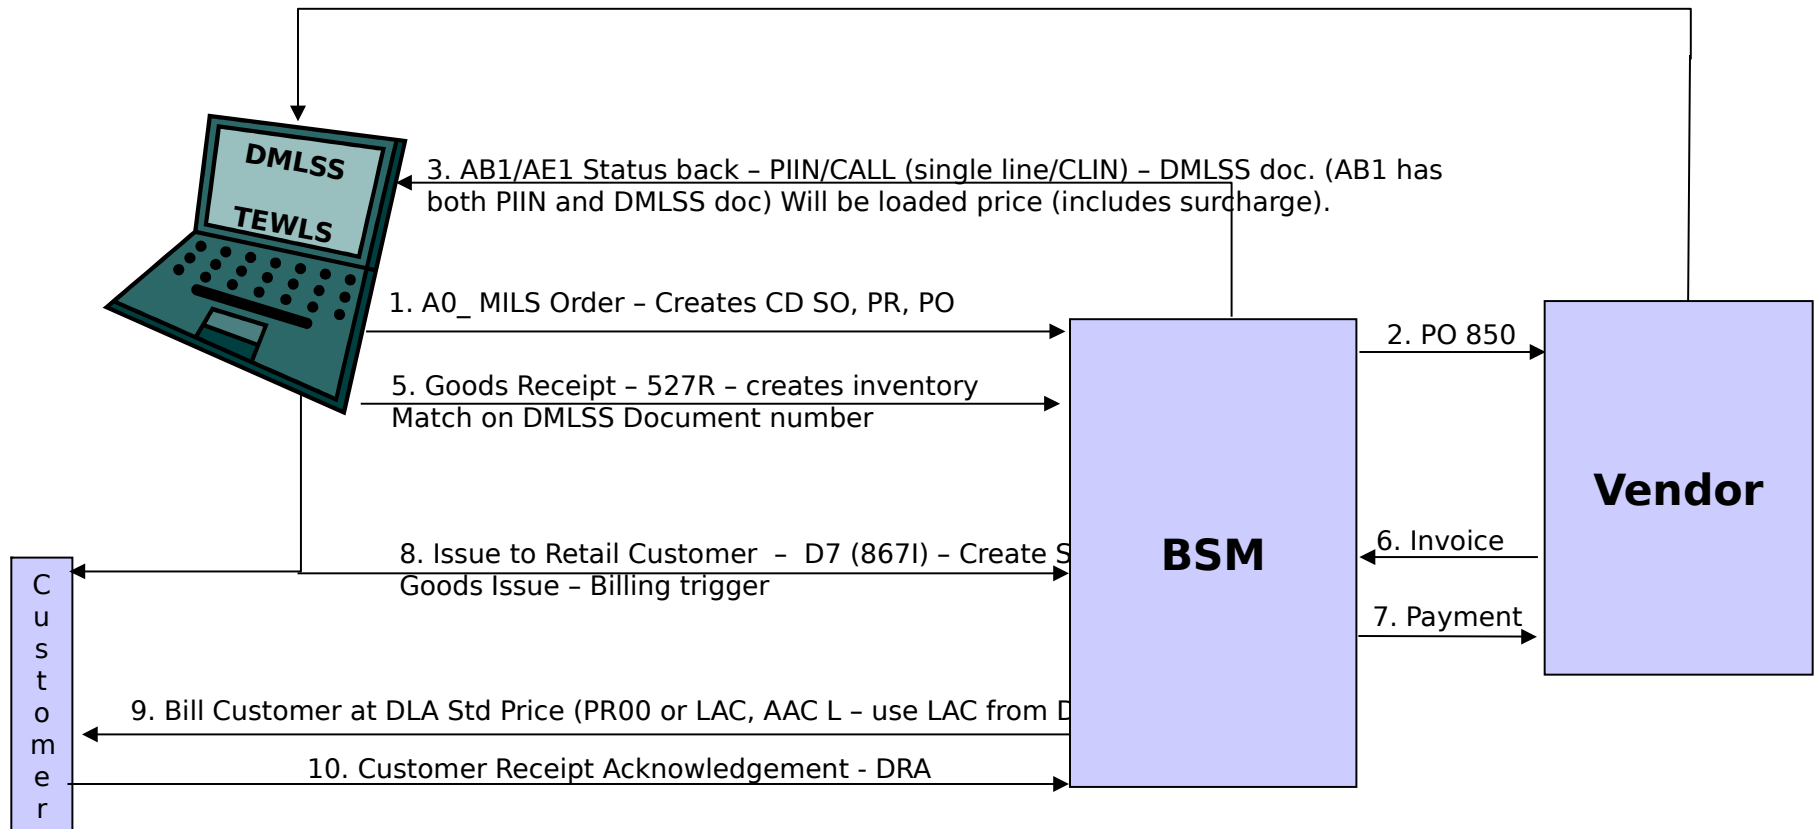 DMLSS
TEWLS
3. AB1/AE1 Status back – PIIN/CALL (single line/CLIN) – DMLSS doc. (AB1 has
both PIIN and DMLSS doc) Will be loaded price (includes surcharge).
1. A0_ MILS Order – Creates CD SO, PR, PO
2. PO 850
5. Goods Receipt – 527R – creates inventory
Match on DMLSS Document number
Vendor
BSM
6. Invoice
8. Issue to Retail Customer – D7 (867I) – Create
Goods Issue – Billing trigger
7. Payment
Customer
9. Bill Customer at DLA Std Price (PR00 or LAC, AAC L – use LAC from
10. Customer Receipt Acknowledgement - DRA